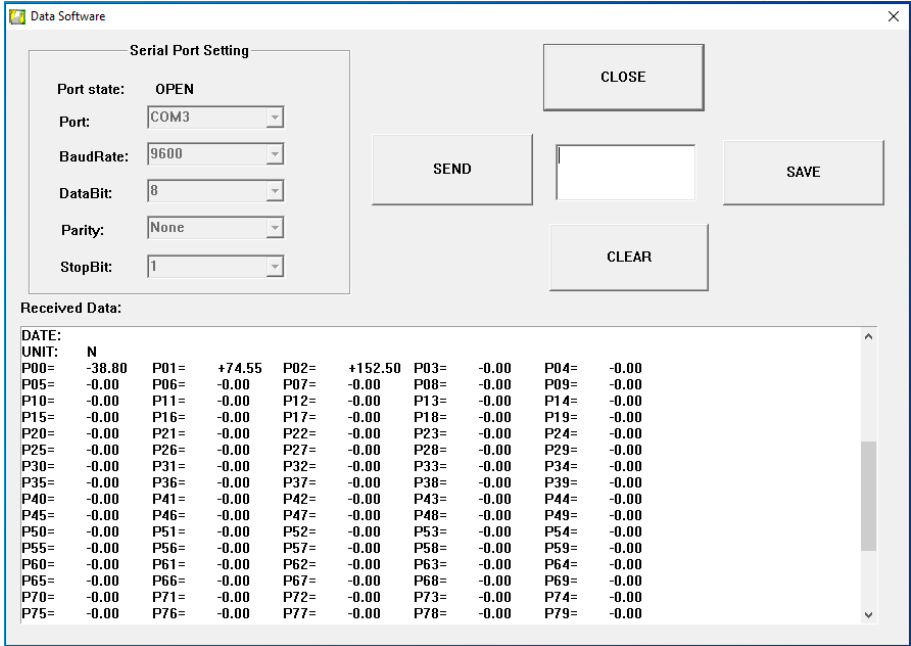 Data Software
Serial Port Setting
Port state: OPEN
Port: COM3
BaudRate: 9600
DataBit: 8
Parity: None
StopBit: 1
CLOSE
SEND
SAVE
CLEAR
Received Data:
DATE:
UNIT: N
P00= -38.80 P01= +74.55 P02= +152.50 P03= -0.00 P04= -0.00
P05= -0.00 P06= -0.00 P07= -0.00 P08= -0.00 P09= -0.00
P10= -0.00 P11= -0.00 P12= -0.00 P13= -0.00 P14= -0.00
P15= -0.00 P16= -0.00 P17= -0.00 P18= -0.00 P19= -0.00
P20= -0.00 P21= -0.00 P22= -0.00 P23= -0.00 P24= -0.00
P25= -0.00 P26= -0.00 P27= -0.00 P28= -0.00 P29= -0.00
P30= -0.00 P31= -0.00 P32= -0.00 P33= -0.00 P34= -0.00
P35= -0.00 P36= -0.00 P37= -0.00 P38= -0.00 P39= -0.00
P40= -0.00 P41= -0.00 P42= -0.00 P43= -0.00 P44= -0.00
P45= -0.00 P46= -0.00 P47= -0.00 P48= -0.00 P49= -0.00
P50= -0.00 P51= -0.00 P52= -0.00 P53= -0.00 P54= -0.00
P55= -0.00 P56= -0.00 P57= -0.00 P58= -0.00 P59= -0.00
P60= -0.00 P61= -0.00 P62= -0.00 P63= -0.00 P64= -0.00
P65= -0.00 P66= -0.00 P67= -0.00 P68= -0.00 P69= -0.00
P70= -0.00 P71= -0.00 P72= -0.00 P73= -0.00 P74= -0.00
P75= -0.00 P76= -0.00 P77= -0.00 P78= -0.00 P79= -0.00